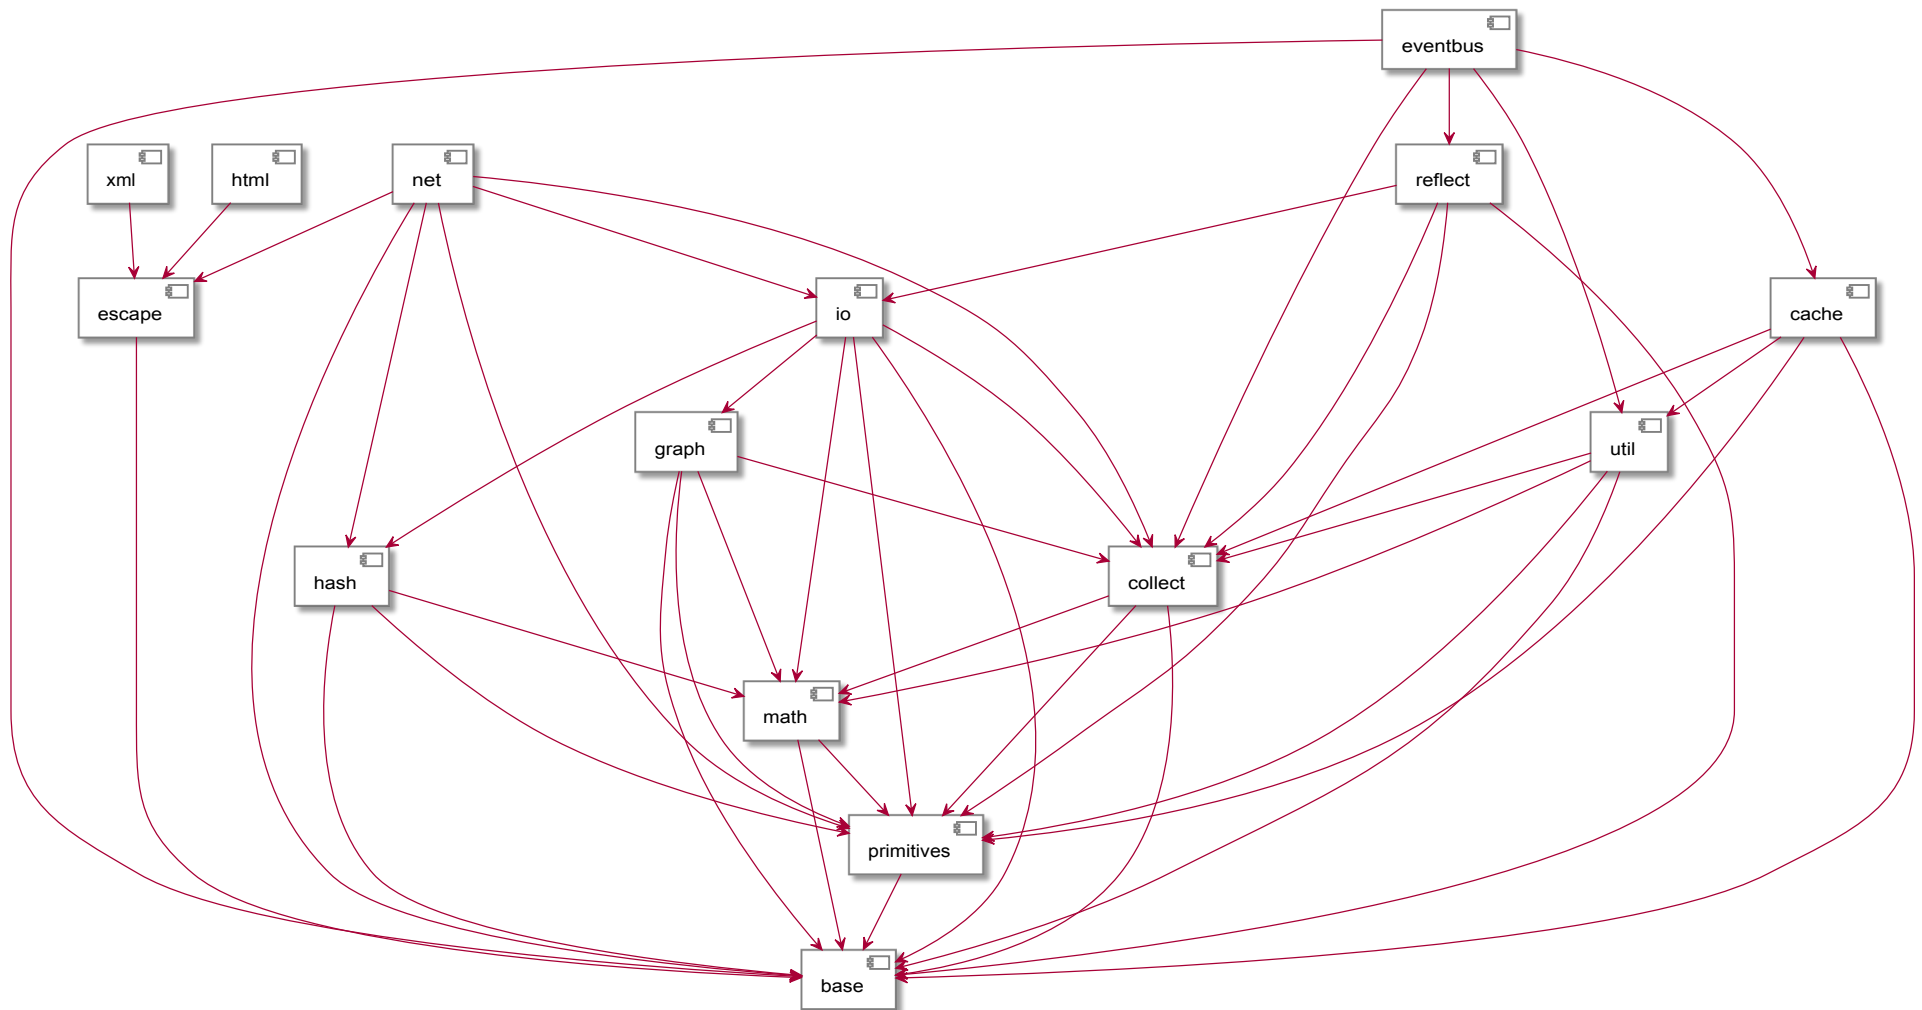 eventbus
xml
html
net
reflect
escape
io
cache
graph
util
hash
collect
math
primitives
base